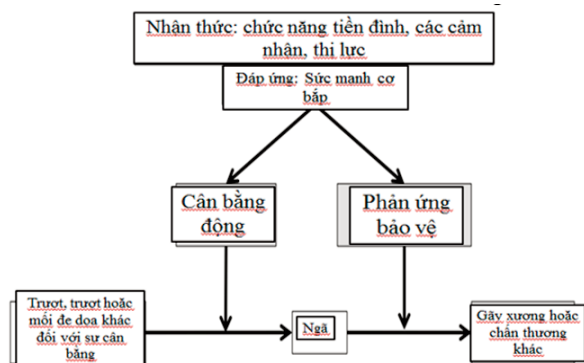 Nhận thức: chức năng tiền đình, các cảm
nhận, thị lực
Đáp ứng: Sức mạnh cơ
bắp
Cân bằng
động
Phản ứng
bảo vệ
Trượt, trượt hoặc
mối đe dọa khác
đối với sự cân
bằng
Ngã
Gãy xương hoặc
chấn thương
khác